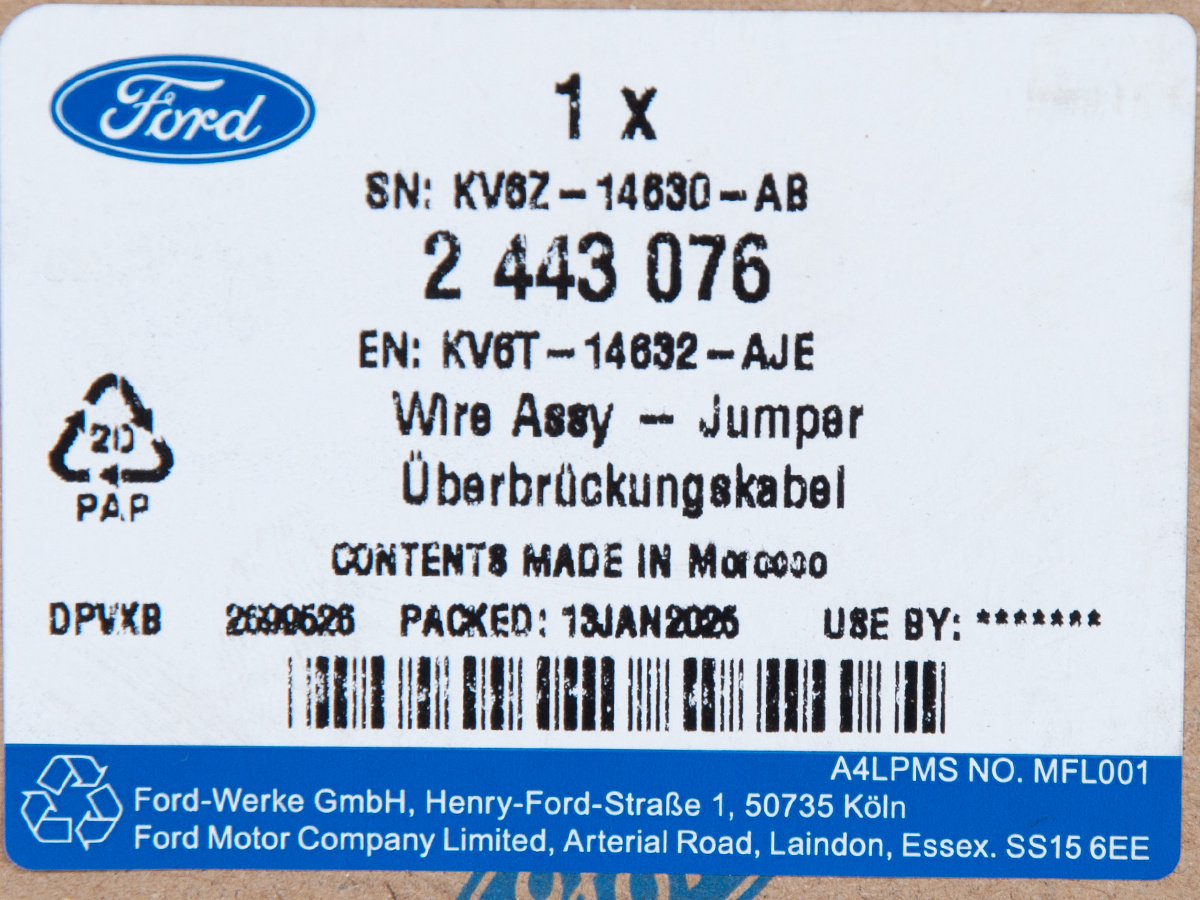 Ford
1 x
SN: KV6Z-14630-AB
2 443 076
EN: KV6T-14632-AJE
Wire Assy - Jumper
Überbrückungskabel
20
PAP
CONTENTS MADE IN Morocco
DPVXB PACKED: 13JAN2025 USE BY: *******
A4LPMS NO. MFL001
Ford-Werke GmbH, Henry-Ford-Straße 1, 50735 Köln
Ford Motor Company Limited, Arterial Road, Laindon, Essex. SS15 6EE